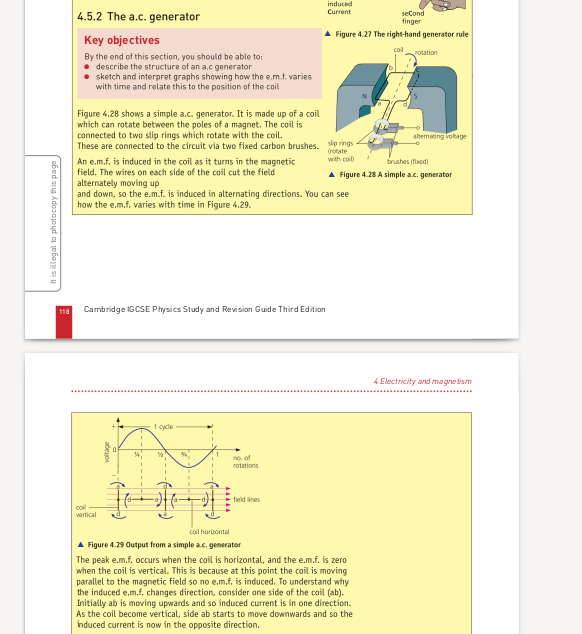 induced
Current
seCond
finger
4.5.2 The a.c. generator
Figure 4.27 The right-hand generator rule
Key objectives
By the end of this section, you should be able to:
● describe the structure of an a.c generator
● sketch and interpret graphs showing how the e.m.f. varies
with time and relate this to the position of the coil
coil
rotation
b
c
N
S
a
d
alternating voltage
slip rings
(rotate
with coil)
brushes (fixed)
Figure 4.28 A simple a.c. generator
Figure 4.28 shows a simple a.c. generator. It is made up of a coil
which can rotate between the poles of a magnet. The coil is
connected to two slip rings which rotate with the coil.
These are connected to the circuit via two fixed carbon brushes.
An e.m.f. is induced in the coil as it turns in the magnetic
field. The wires on each side of the coil cut the field
alternately moving up
and down, so the e.m.f. is induced in alternating directions. You can see
how the e.m.f. varies with time in Figure 4.29.
It is illegal to photocopy this page
118
Cambridge IGCSE Physics Study and Revision Guide Third Edition
4 Electricity and magnetism
+
1 cycle
voltage
0
¼
½
¾
1
no. of
rotations
–
a
d
a
d
a
a
d
field lines
d
a
d
coil
vertical
coil horizontal
Figure 4.29 Output from a simple a.c. generator
The peak e.m.f. occurs when the coil is horizontal, and the e.m.f. is zero
when the coil is vertical. This is because at this point the coil is moving
parallel to the magnetic field so no e.m.f. is induced. To understand why
the induced e.m.f. changes direction, consider one side of the coil (ab).
Initially ab is moving upwards and so induced current is in one direction.
As the coil become vertical, side ab starts to move downwards and so the
induced current is now in the opposite direction.